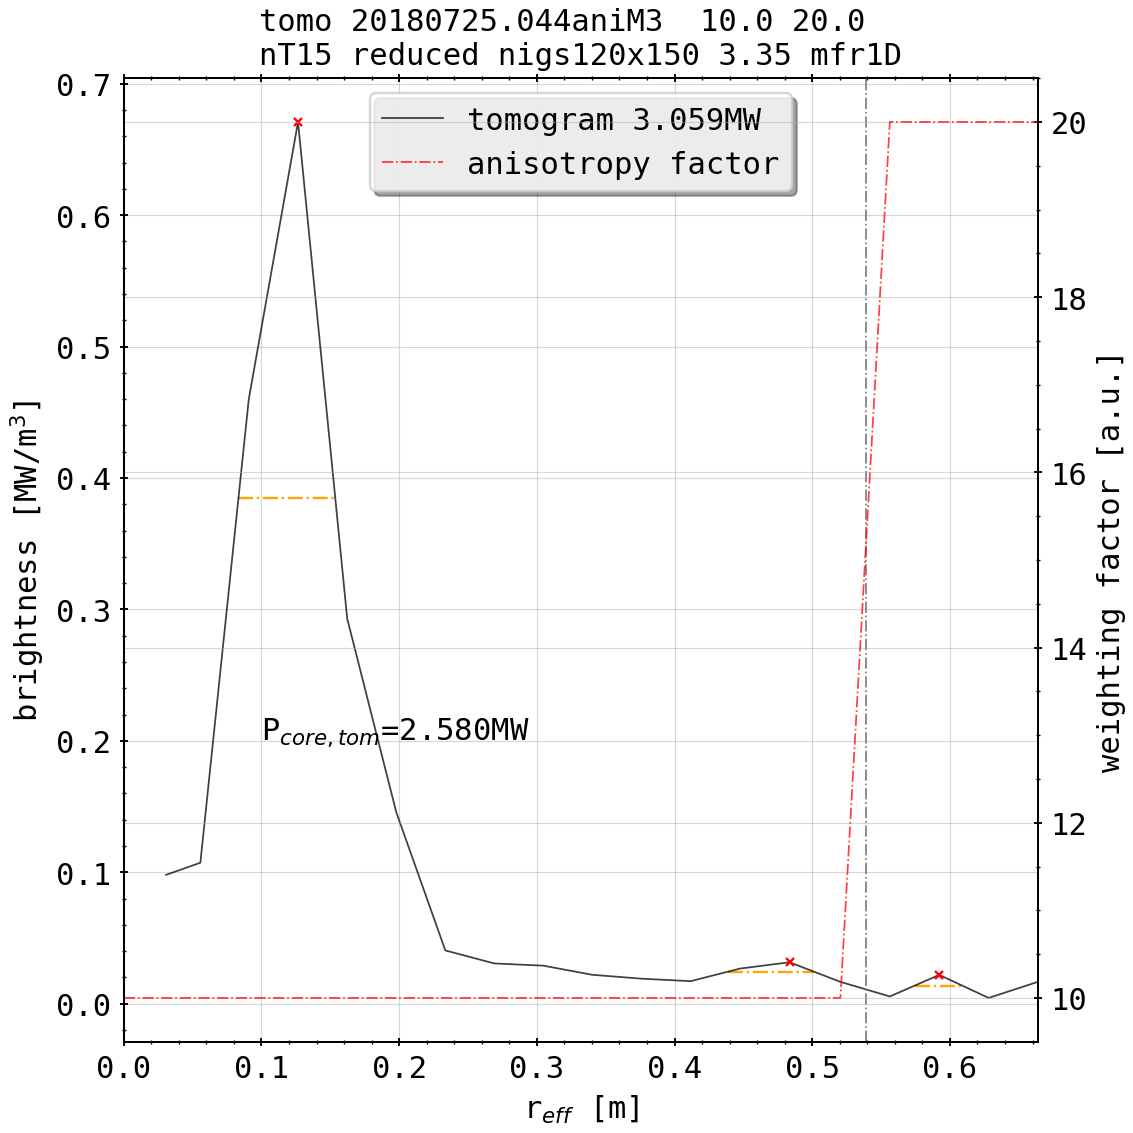 tomo 20180725.044aniM3  10.0 20.0
nT15 reduced nigs120x150 3.35 mfr1D
tomogram 3.059MW
anisotropy factor
0.7
0.6
0.5
0.4
0.3
0.2
0.1
0.0
brightness [MW/m³]
P_core,tom=2.580MW
20
18
16
14
12
10
weighting factor [a.u.]
0.0 0.1 0.2 0.3 0.4 0.5 0.6
r_eff [m]